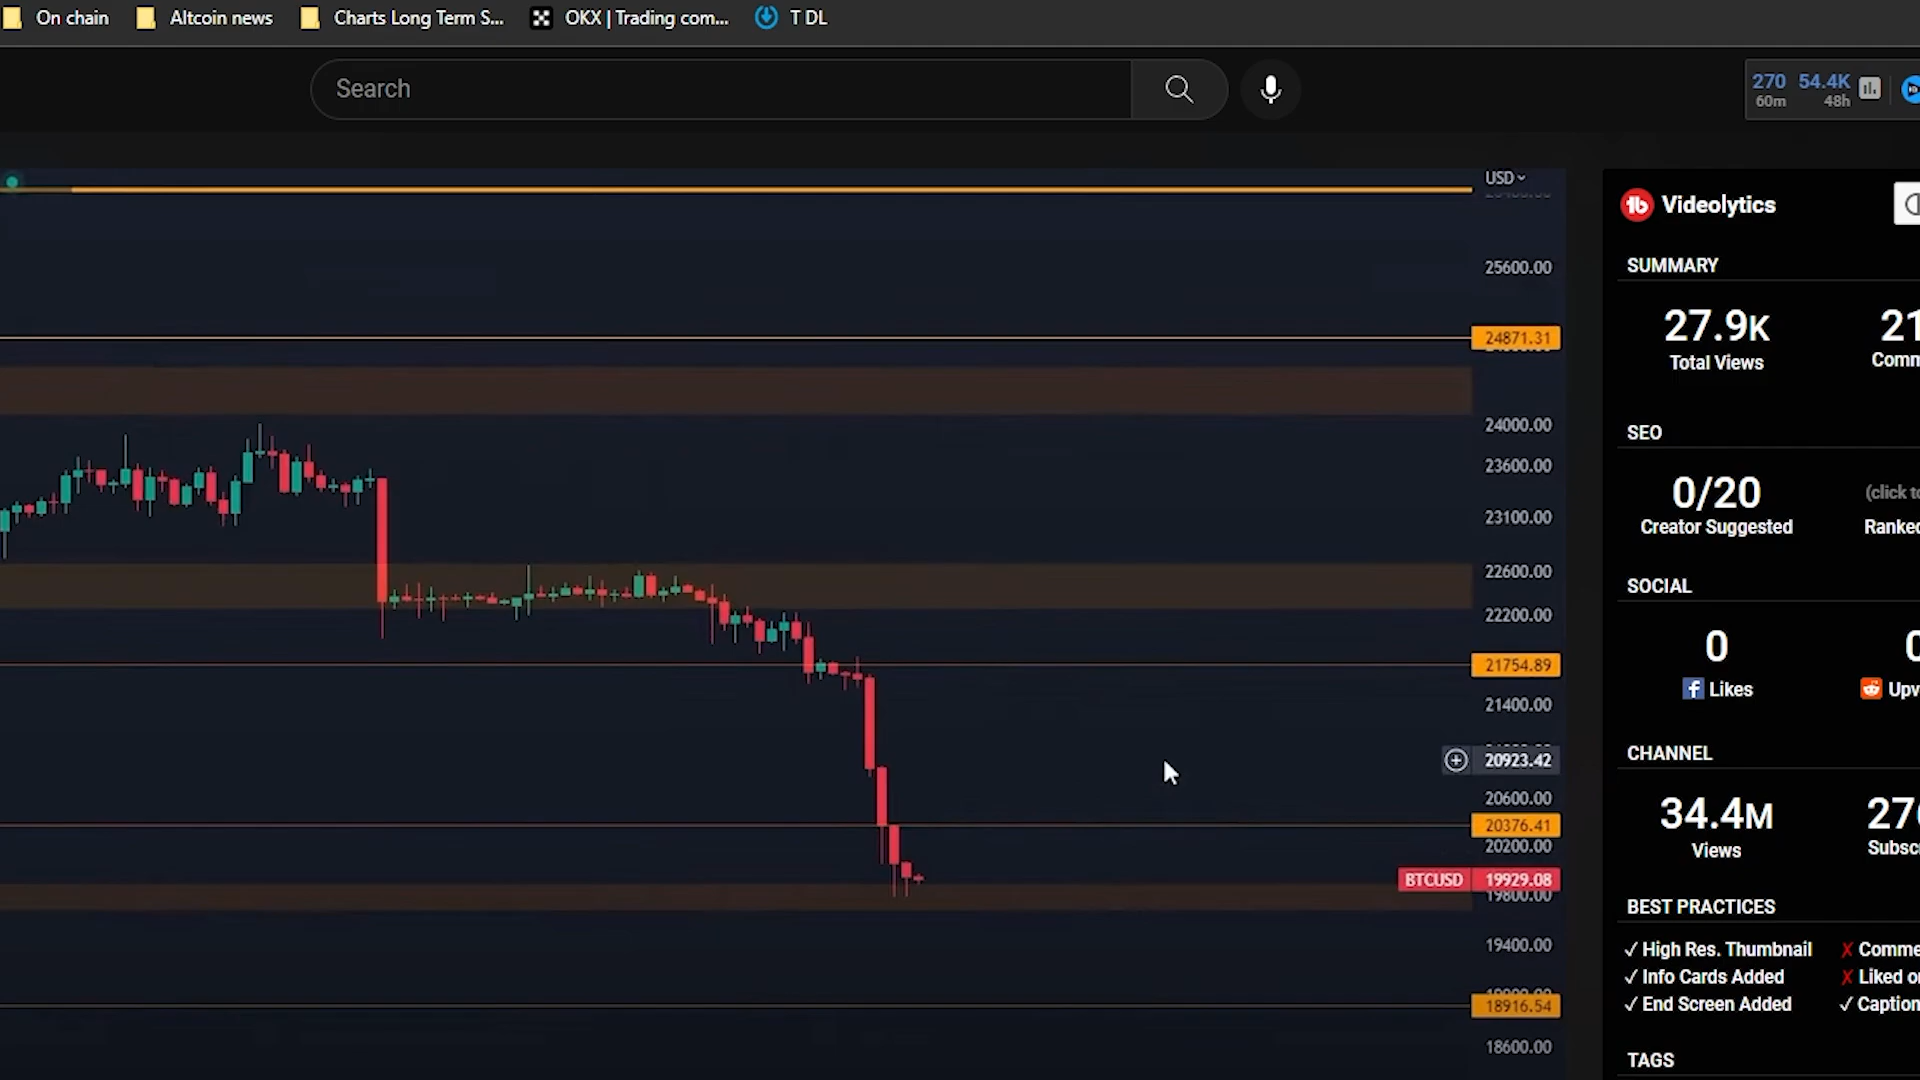 On chain
Altcoin news
Charts Long Term S...
OKX | Trading com...
T DL
Search
270
54.4K
60m
48h
USD
25600.00
24871.31
24000.00
23600.00
23100.00
22600.00
22200.00
21754.89
21400.00
20923.42
20600.00
20376.41
20200.00
BTCUSD
19929.08
19800.00
19400.00
18916.54
18600.00
Videolytics
SUMMARY
27.9K
21
Total Views
Comm
SEO
0/20
(click to
Creator Suggested
Ranked
SOCIAL
0
Likes
Upv
CHANNEL
34.4M
Views
Subsc
BEST PRACTICES
✓ High Res. Thumbnail
✗ Comme
✓ Info Cards Added
✗ Liked o
✓ End Screen Added
✓ Caption
TAGS